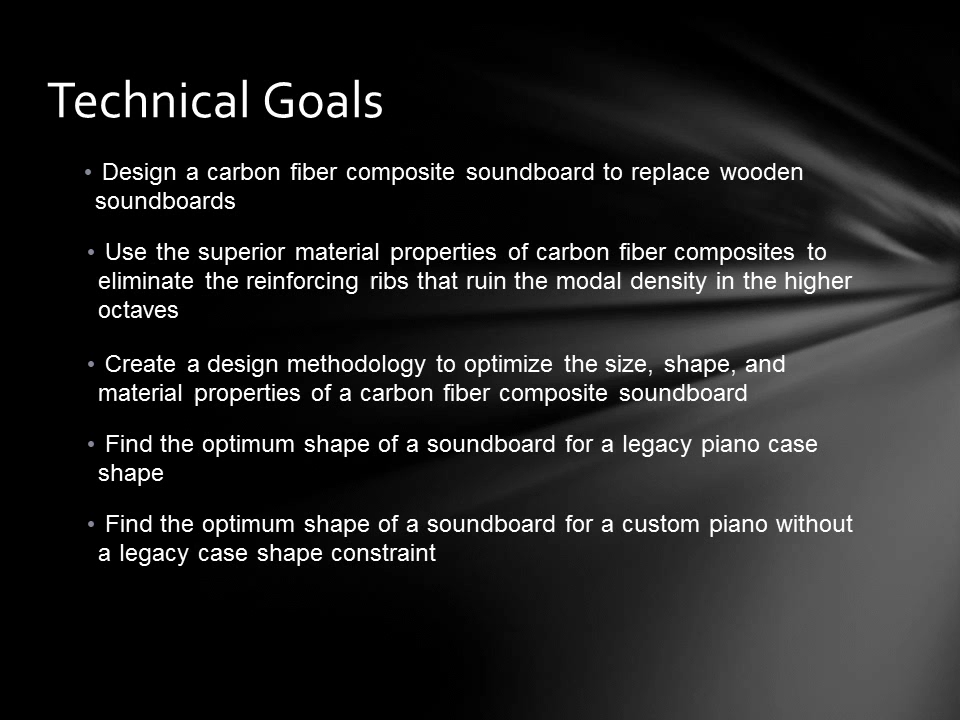 Technical Goals
• Design a carbon fiber composite soundboard to replace wooden
soundboards
• Use the superior material properties of carbon fiber composites to
eliminate the reinforcing ribs that ruin the modal density in the higher
octaves
• Create a design methodology to optimize the size, shape, and
material properties of a carbon fiber composite soundboard
• Find the optimum shape of a soundboard for a legacy piano case
shape
• Find the optimum shape of a soundboard for a custom piano without
a legacy case shape constraint